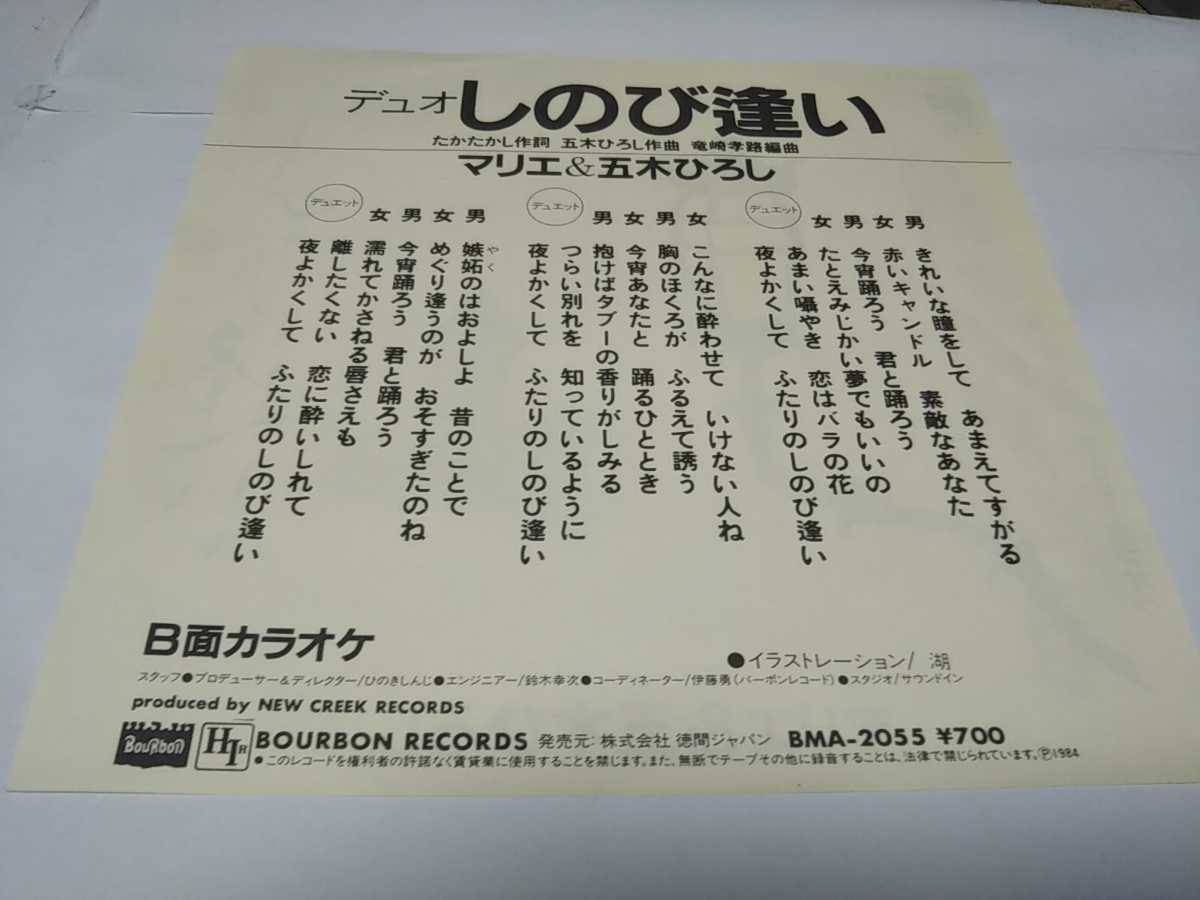 デュオ しのび逢い
たかたかし作詞 五木ひろし作曲 竜崎孝路編曲
マリエ&五木ひろし
男 きれいな瞳をして あまえてすがる
女 赤いキャンドル 素敵なあなた
男 今宵踊ろう 君と踊ろう
女 たとえみじかい夢でもいいの
デュエット あまい囁やき 恋はバラの花
夜よかくして ふたりのしのび逢い
女 こんなに酔わせて いけない人ね
男 胸のほくろが ふるえて誘う
女 今宵あなたと 踊るひととき
男 抱けばタブーの香りがしみる
デュエット つらい別れを 知っているように
夜よかくして ふたりのしのび逢い
男 嫉妬のはおよしよ 昔のことで
やく
女 めぐり逢うのが おそすぎたのね
男 今宵踊ろう 君と踊ろう
女 濡れてかさねる唇さえも
デュエット 離したくない 恋に酔いしれて
夜よかくして ふたりのしのび逢い
B面カラオケ
●イラストレーション/湖
スタッフ●プロデューサー&ディレクター/ひのきしんじ●エンジニアー/鈴木幸次●コーディネーター/伊藤勇(バーボンレコード)●スタジオ/サウンドイン
produced by NEW CREEK RECORDS
BouRboN HIR BOURBON RECORDS 発売元:株式会社 徳間ジャパン BMA-2055 ¥700
●このレコードを権利者の許諾なく賃貸業に使用することを禁じます。また、無断でテープその他に録音することは、法律で禁じられています。Ⓟ1984